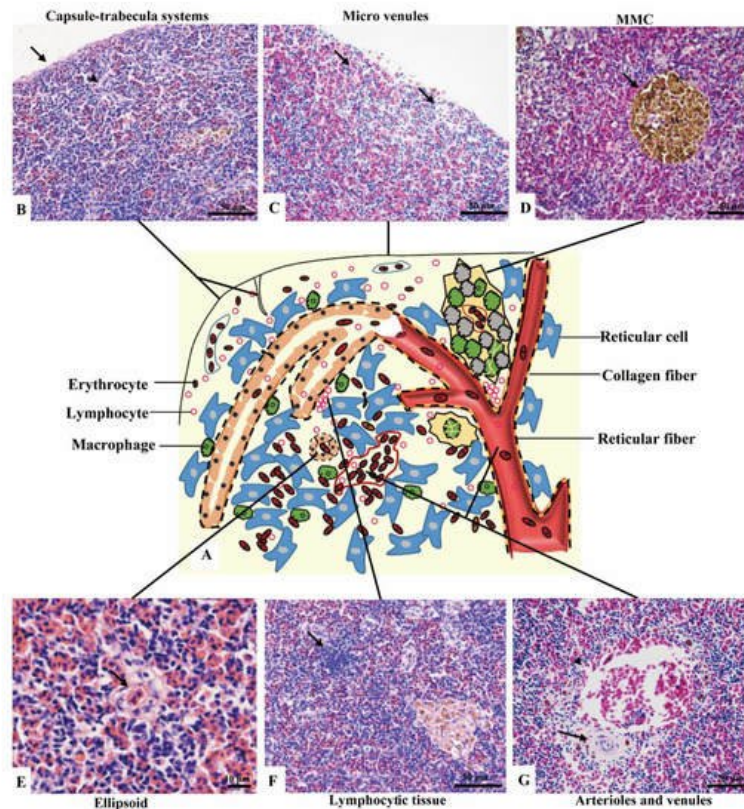 Capsule-trabecula systems
Micro venules
MMC
B
C
D
Reticular cell
Collagen fiber
Erythrocyte
Lymphocyte
Macrophage
Reticular fiber
A
E
F
G
Ellipsoid
Lymphocytic tissue
Arterioles and venules